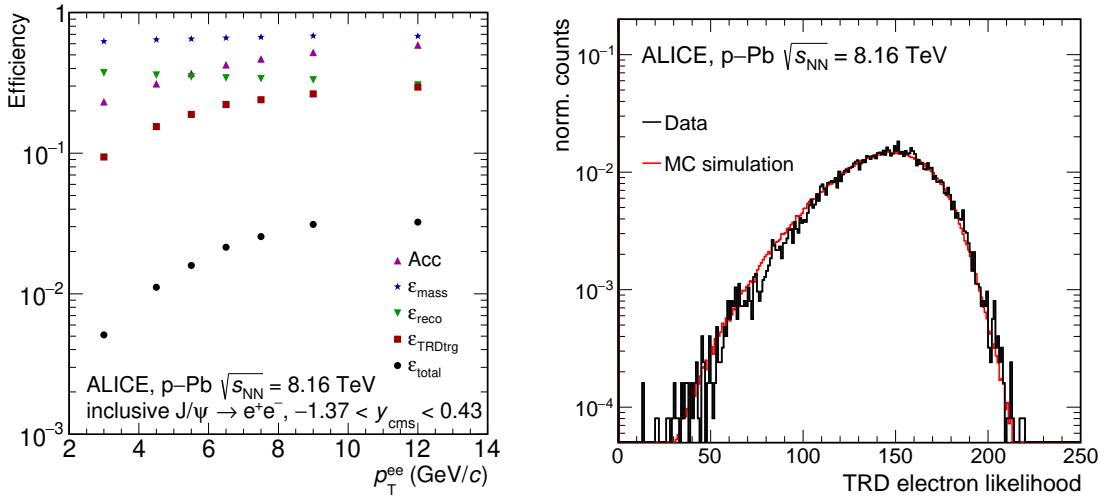 Efficiency
1
10⁻¹
10⁻²
10⁻³
Acc
ε_mass
ε_reco
ε_TRDtrg
ε_total
ALICE, p–Pb √s_NN = 8.16 TeV
inclusive J/ψ → e⁺e⁻, −1.37 < y_cms < 0.43
2 4 6 8 10 12 14
p_T^ee (GeV/c)
norm. counts
10⁻¹
10⁻²
10⁻³
10⁻⁴
ALICE, p–Pb √s_NN = 8.16 TeV
Data
MC simulation
0 50 100 150 200 250
TRD electron likelihood